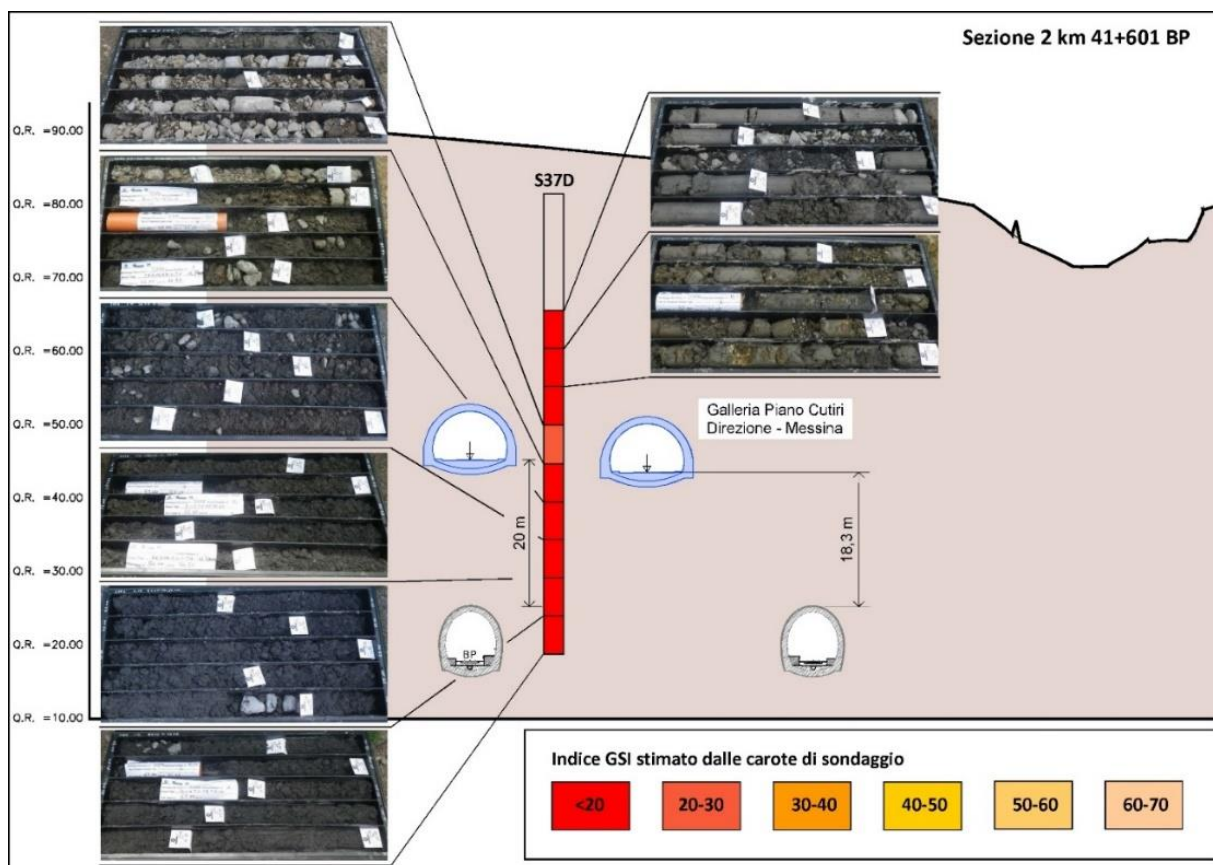 Sezione 2 km 41+601 BP
Q.R. =90.00
Q.R. =80.00
Q.R. =70.00
Q.R. =60.00
Q.R. =50.00
Q.R. =40.00
Q.R. =30.00
Q.R. =20.00
Q.R. =10.00
S37D
Galleria Piano Cutiri
Direzione - Messina
20 m
18,3 m
BP
Indice GSI stimato dalle carote di sondaggio
<20
20-30
30-40
40-50
50-60
60-70